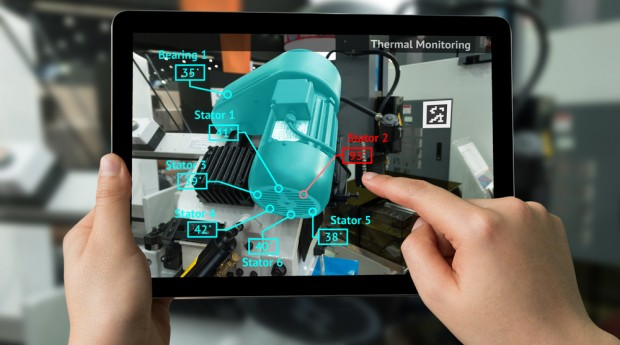 Thermal Monitoring
Bearing 1
36°
Stator 1
41°
Stator 2
Stator 3
Stator 4
42°
Stator 5
38°
40°
Stator 6